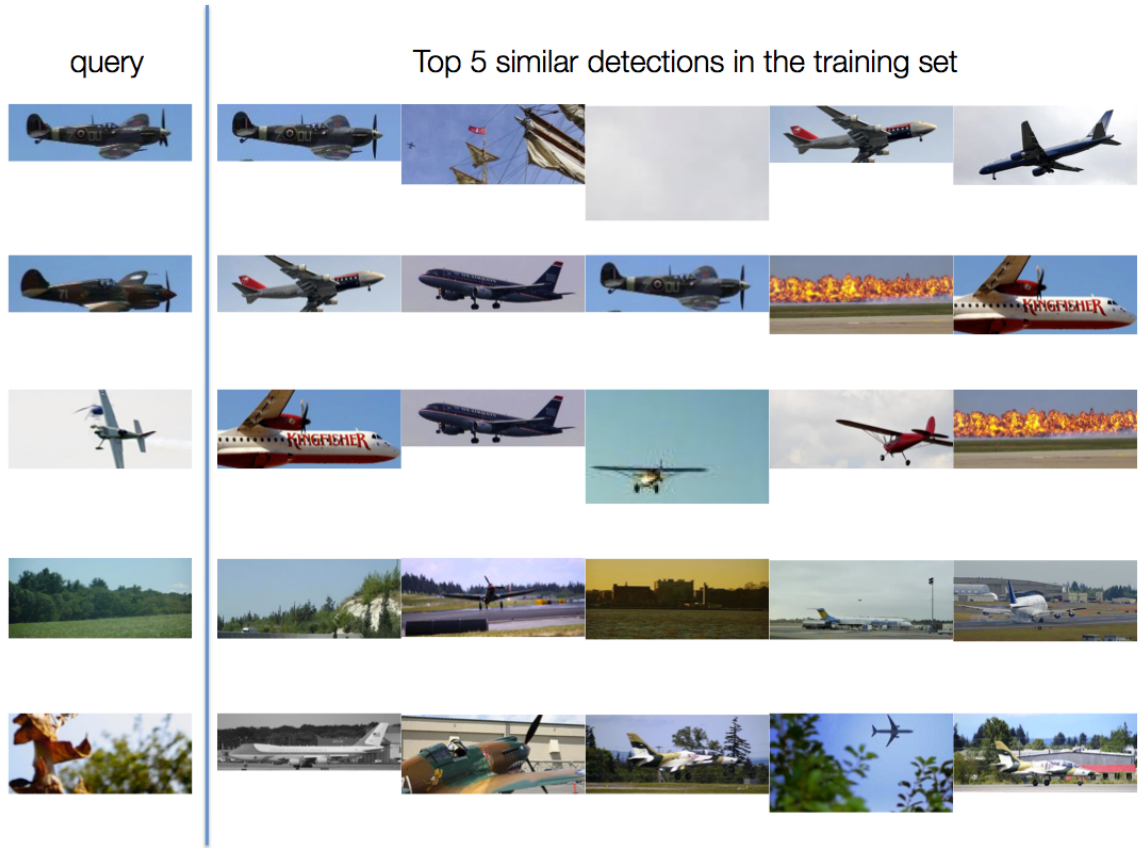 query
Top 5 similar detections in the training set
KINGFISHER
KINGFISHER